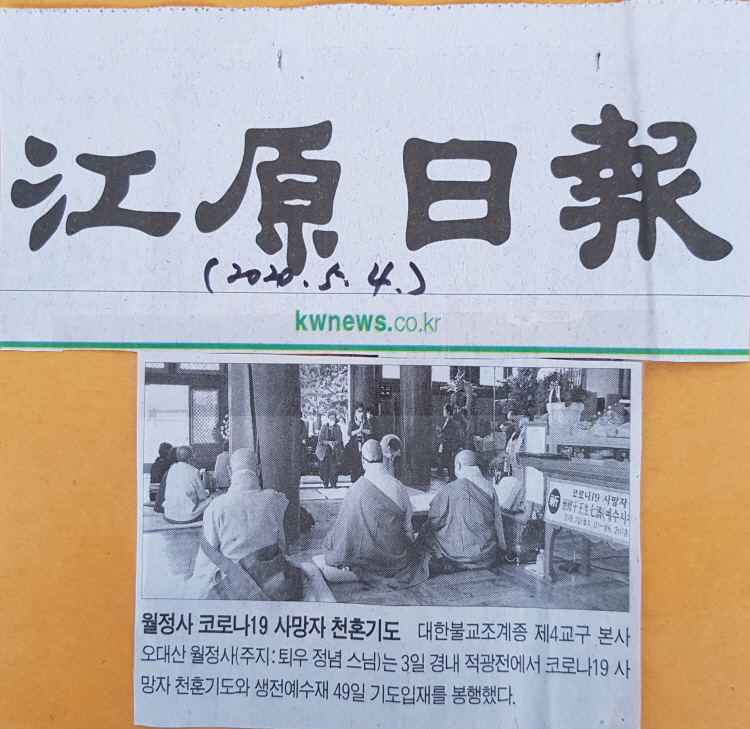 江原日報
(2020.5.4.)
kwnews.co.kr
코로나19 사망자
월정사 코로나19 사망자 천혼기도 대한불교조계종 제4교구 본사
오대산 월정사(주지:퇴우 정념 스님)는 3일 경내 적광전에서 코로나19 사
망자 천혼기도와 생전예수재 49일 기도입재를 봉행했다.